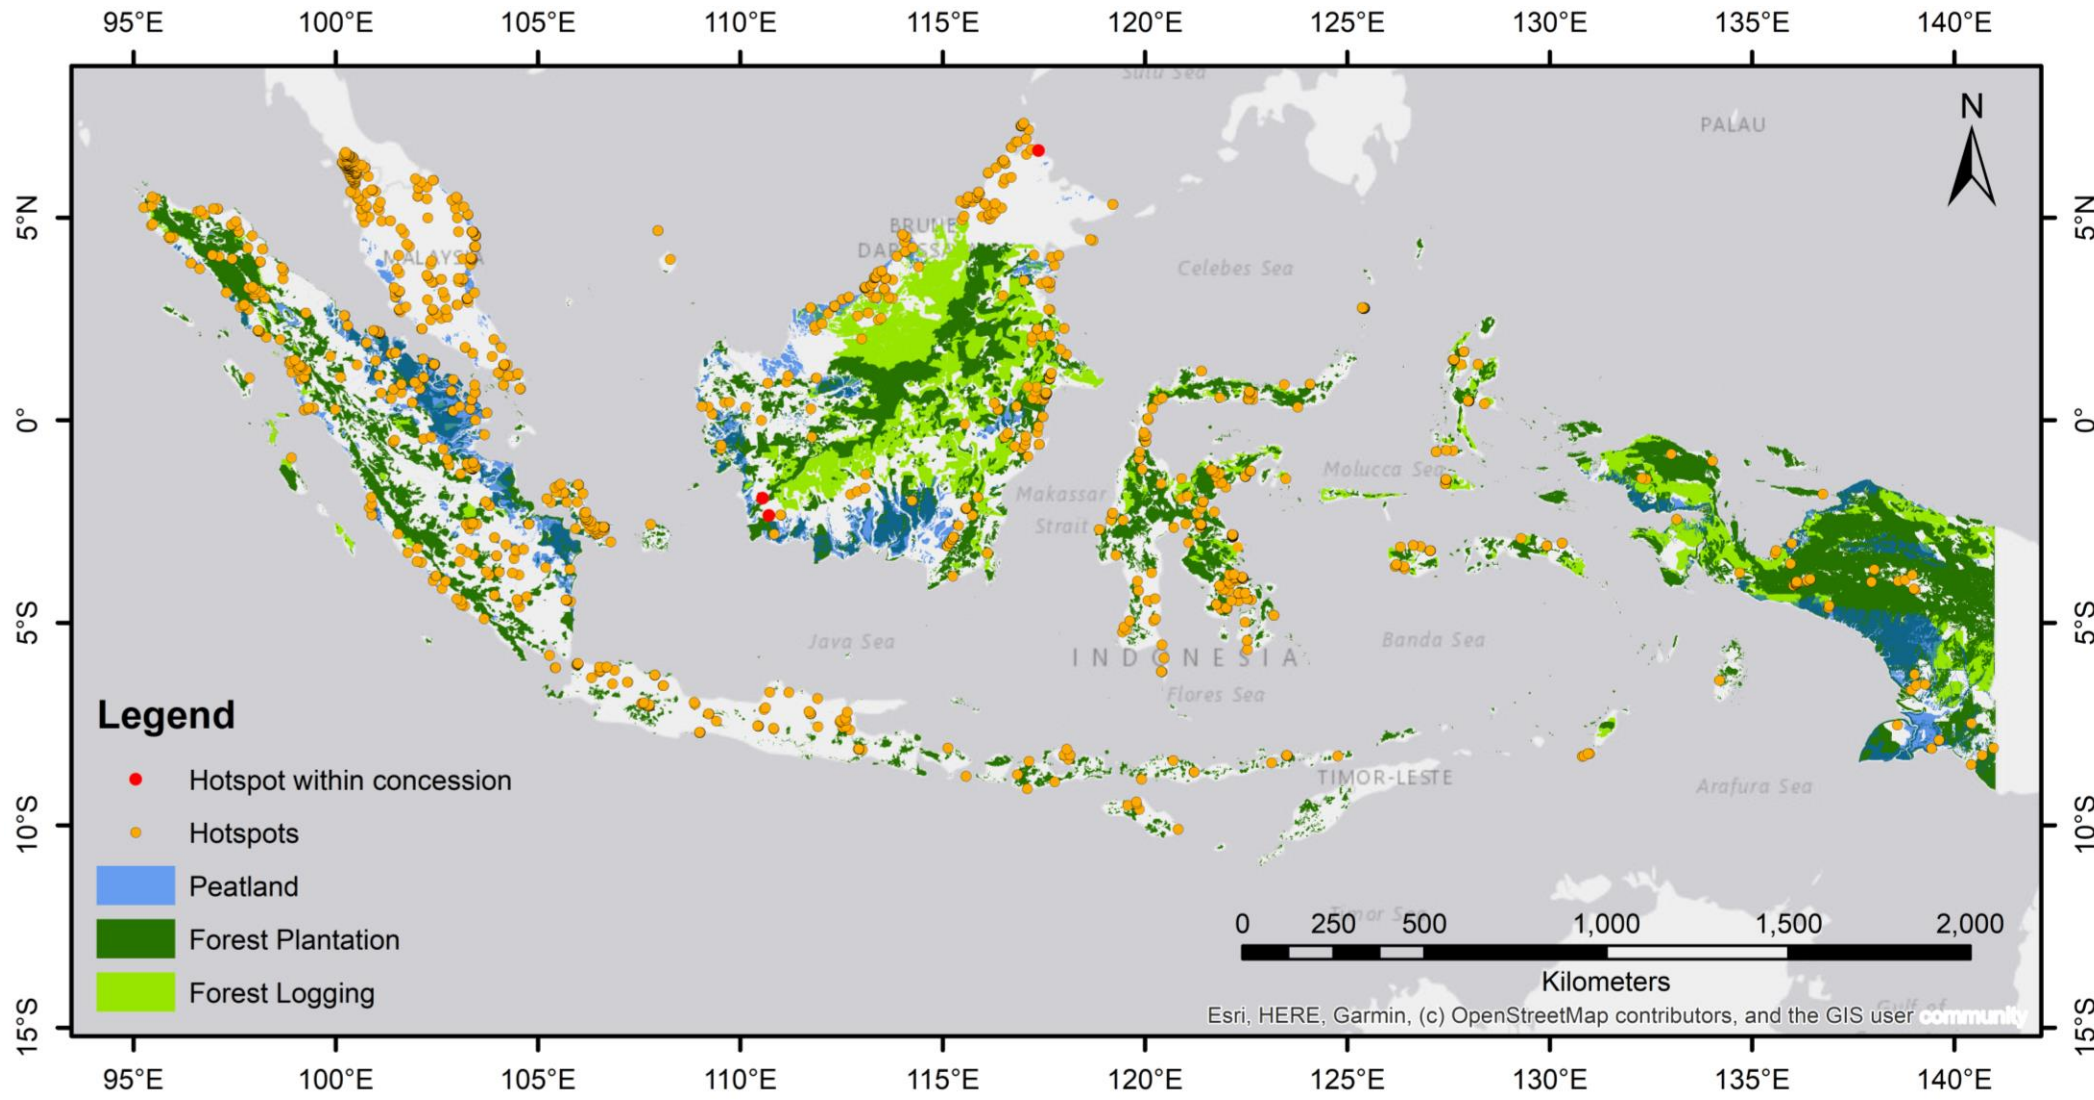 95°E 100°E 105°E 110°E 115°E 120°E 125°E 130°E 135°E 140°E
Sulu Sea
N
PALAU
5°N
5°N
BRUNE
MALAYSIA
Celebes Sea
0°
0°
Molucca Sea
Makassar
Strait
5°S
5°S
Java Sea
Banda Sea
INDONESIA
Flores Sea
Legend
Hotspot within concession
TIMOR-LESTE
Arafura Sea
Hotspots
10°S
10°S
Peatland
Timor Sea
0 250 500 1,000 1,500 2,000
Forest Plantation
Kilometers
Forest Logging
Gulf of
Esri, HERE, Garmin, (c) OpenStreetMap contributors, and the GIS user community
15°S
15°S
95°E 100°E 105°E 110°E 115°E 120°E 125°E 130°E 135°E 140°E